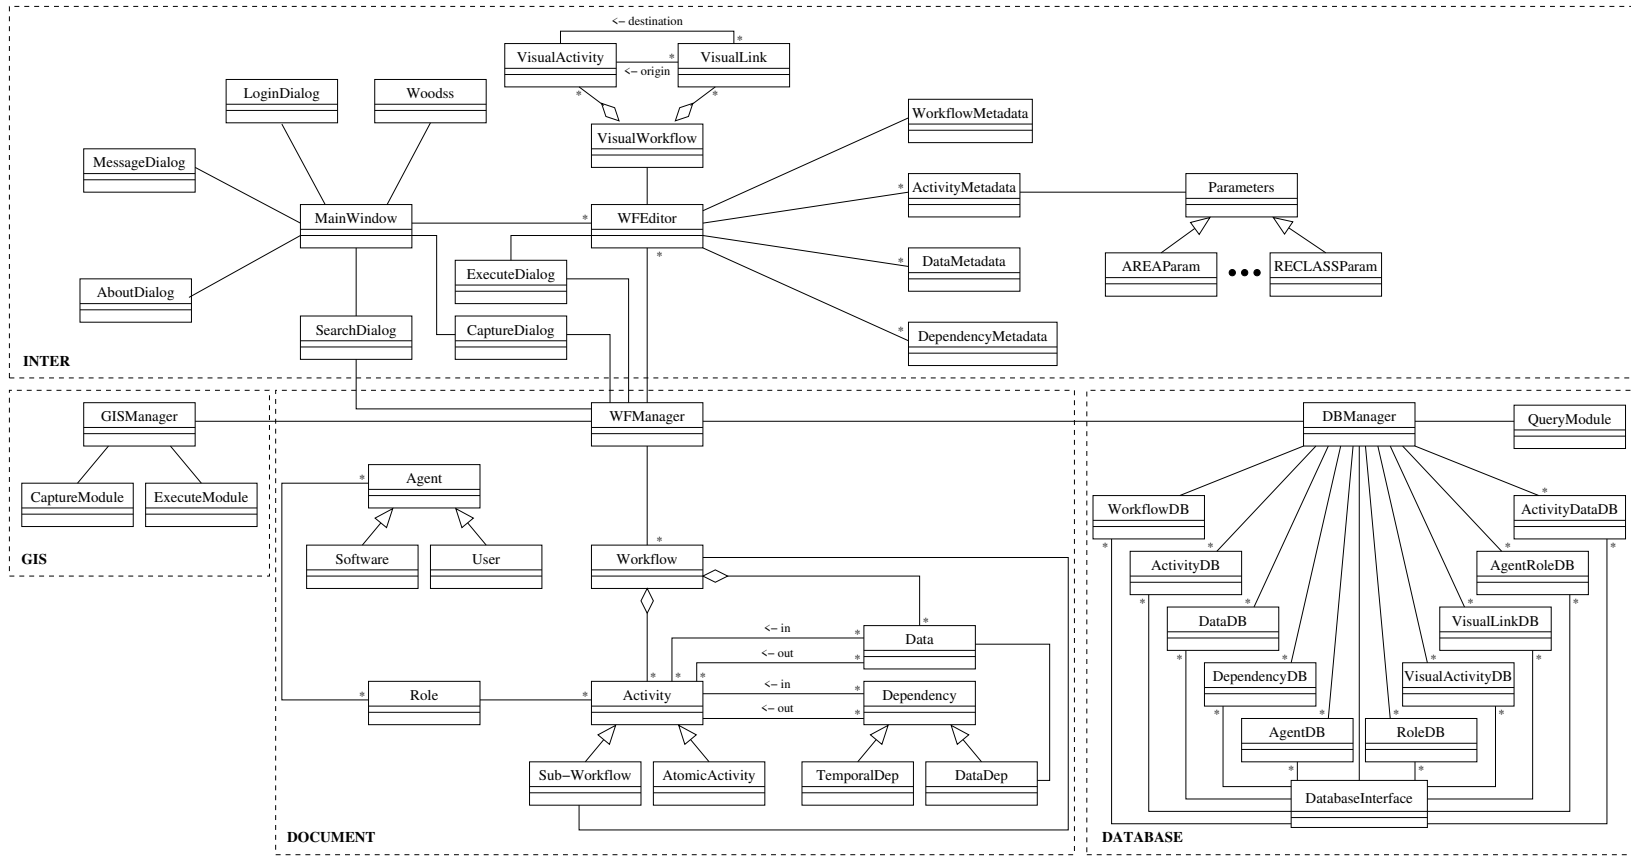 <− destination
VisualActivity
*
*
VisualLink
<− origin
*
*
LoginDialog
Woodss
VisualWorkflow
WorkflowMetadata
MessageDialog
MainWindow
*
WFEditor
*
ActivityMetadata
Parameters
*
ExecuteDialog
*
DataMetadata
AREAParam
RECLASSParam
AboutDialog
SearchDialog
CaptureDialog
*
DependencyMetadata
INTER
GISManager
WFManager
DBManager
QueryModule
CaptureModule
ExecuteModule
GIS
*
Agent
Software
User
*
Workflow
*
Data
<− in
*
<− out
*
*
*
*
*
Role
*
Activity
<− in
*
<− out
*
Dependency
Sub−Workflow
AtomicActivity
TemporalDep
DataDep
DOCUMENT
WorkflowDB
*
ActivityDataDB
*
*
ActivityDB
*
*
AgentRoleDB
*
*
DataDB
*
*
VisualLinkDB
*
*
DependencyDB
*
*
VisualActivityDB
*
*
AgentDB
*
*
RoleDB
*
*
*
DatabaseInterface
DATABASE